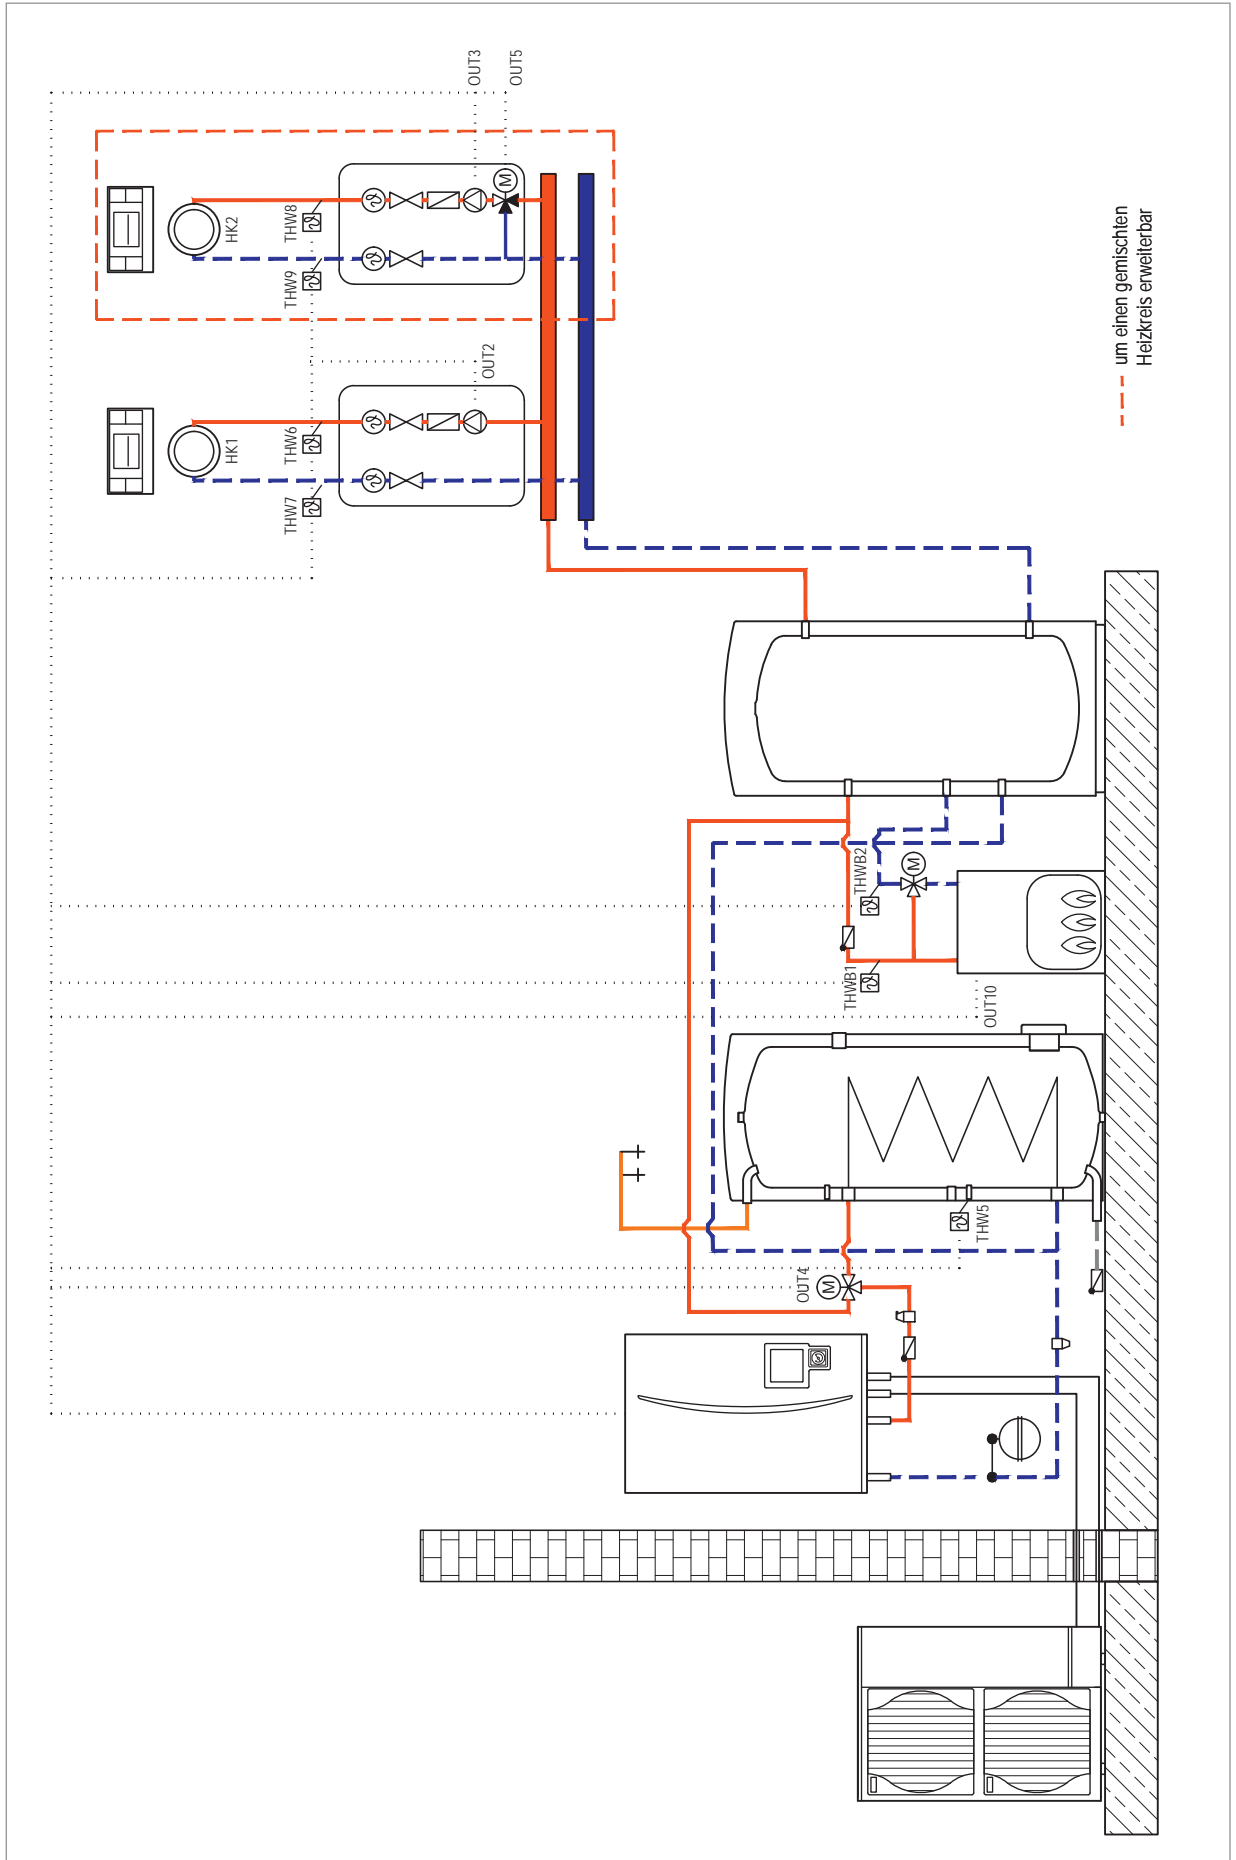 OUT3
OUT5
HK2
THW8
THW9
M
OUT2
HK1
THW6
THW7
um einen gemischten
Heizkreis erweiterbar
THWB2
M
THWB1
OUT10
THW5
OUT4
M